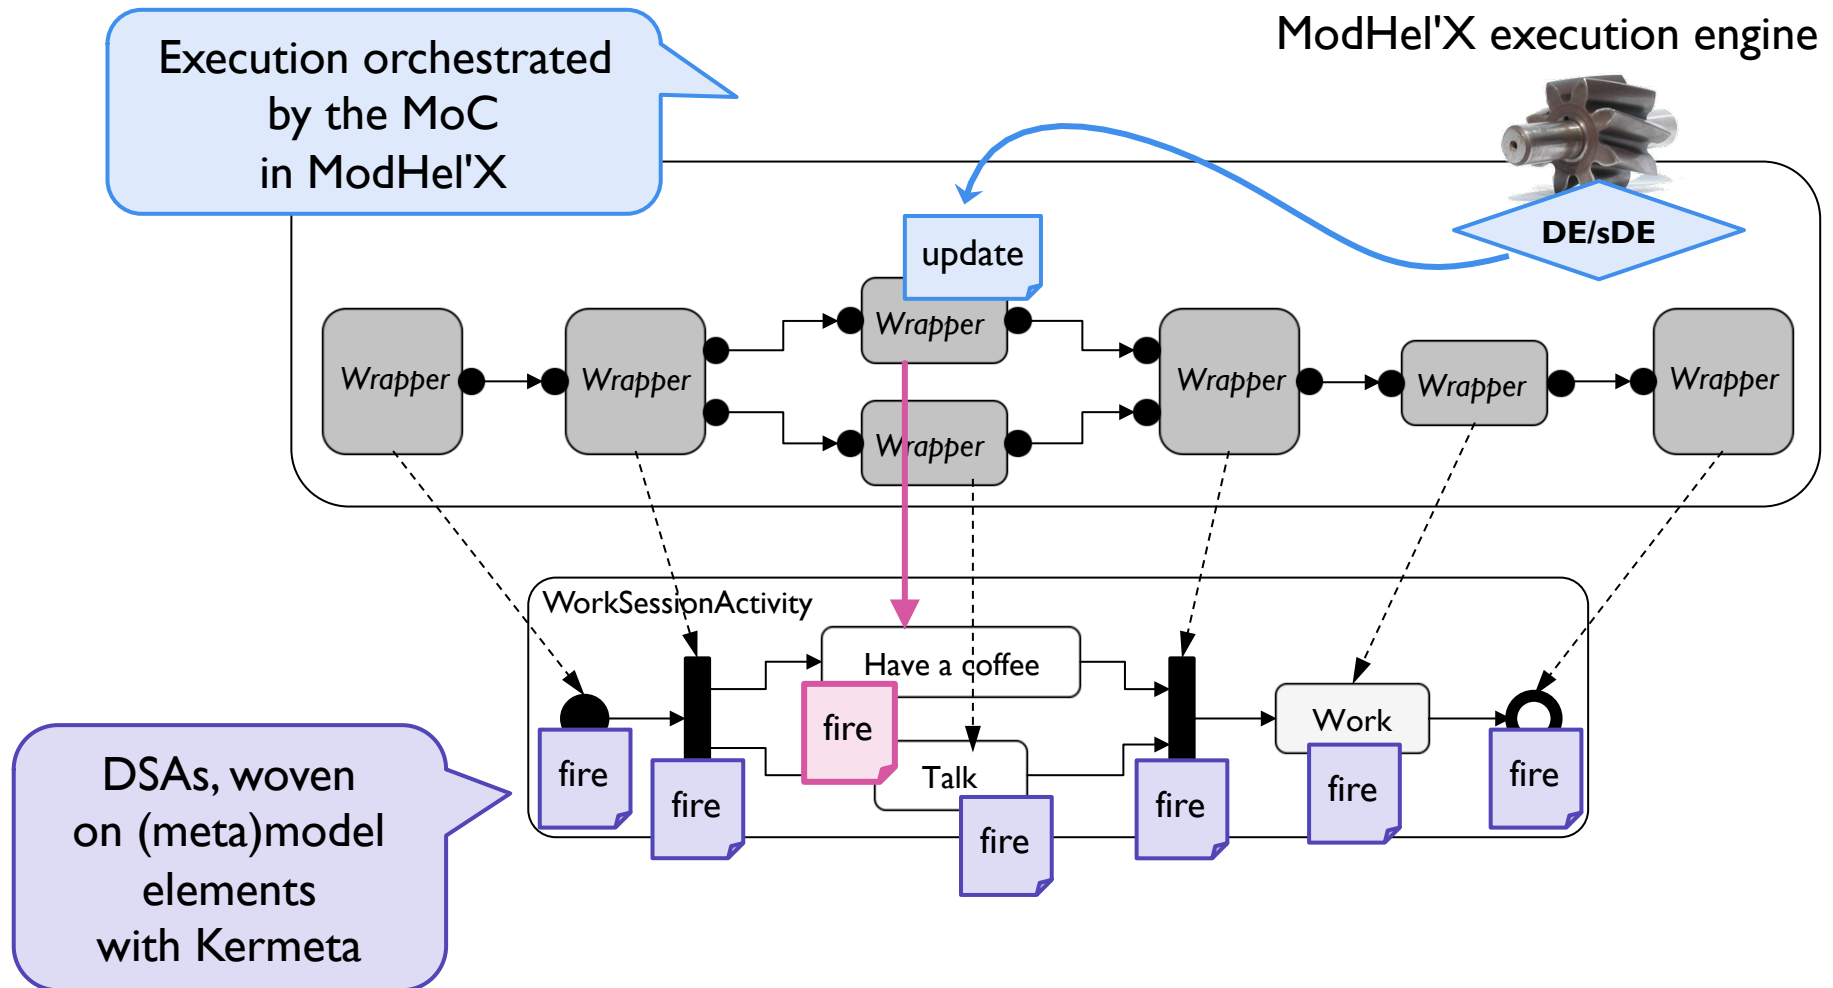 ModHel'X execution engine
Execution orchestrated
by the MoC
in ModHel'X
DE/sDE
update
Wrapper
Wrapper
Wrapper
Wrapper
Wrapper
Wrapper
Wrapper
WorkSessionActivity
Have a coffee
fire
Work
Talk
fire
fire
fire
fire
fire
fire
DSAs, woven
on (meta)model
elements
with Kermeta